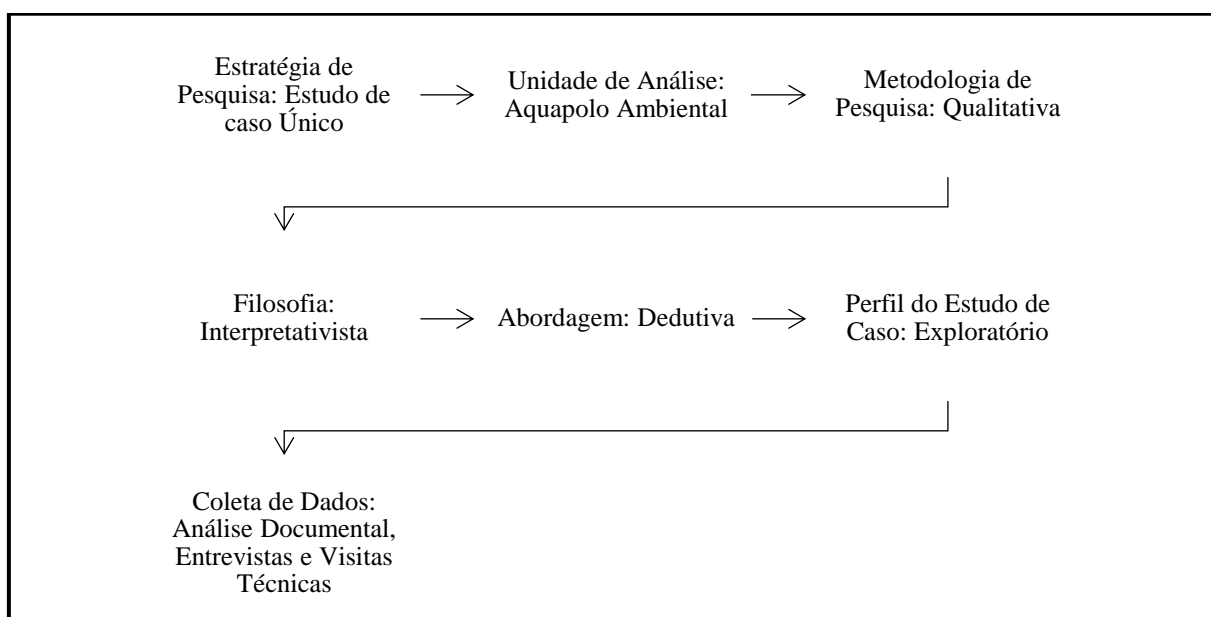 Estratégia de
Pesquisa: Estudo de
caso Único
Unidade de Análise:
Aquapolo Ambiental
Metodologia de
Pesquisa: Qualitativa
Filosofia:
Interpretativista
Abordagem: Dedutiva
Perfil do Estudo de
Caso: Exploratório
Coleta de Dados:
Análise Documental,
Entrevistas e Visitas
Técnicas